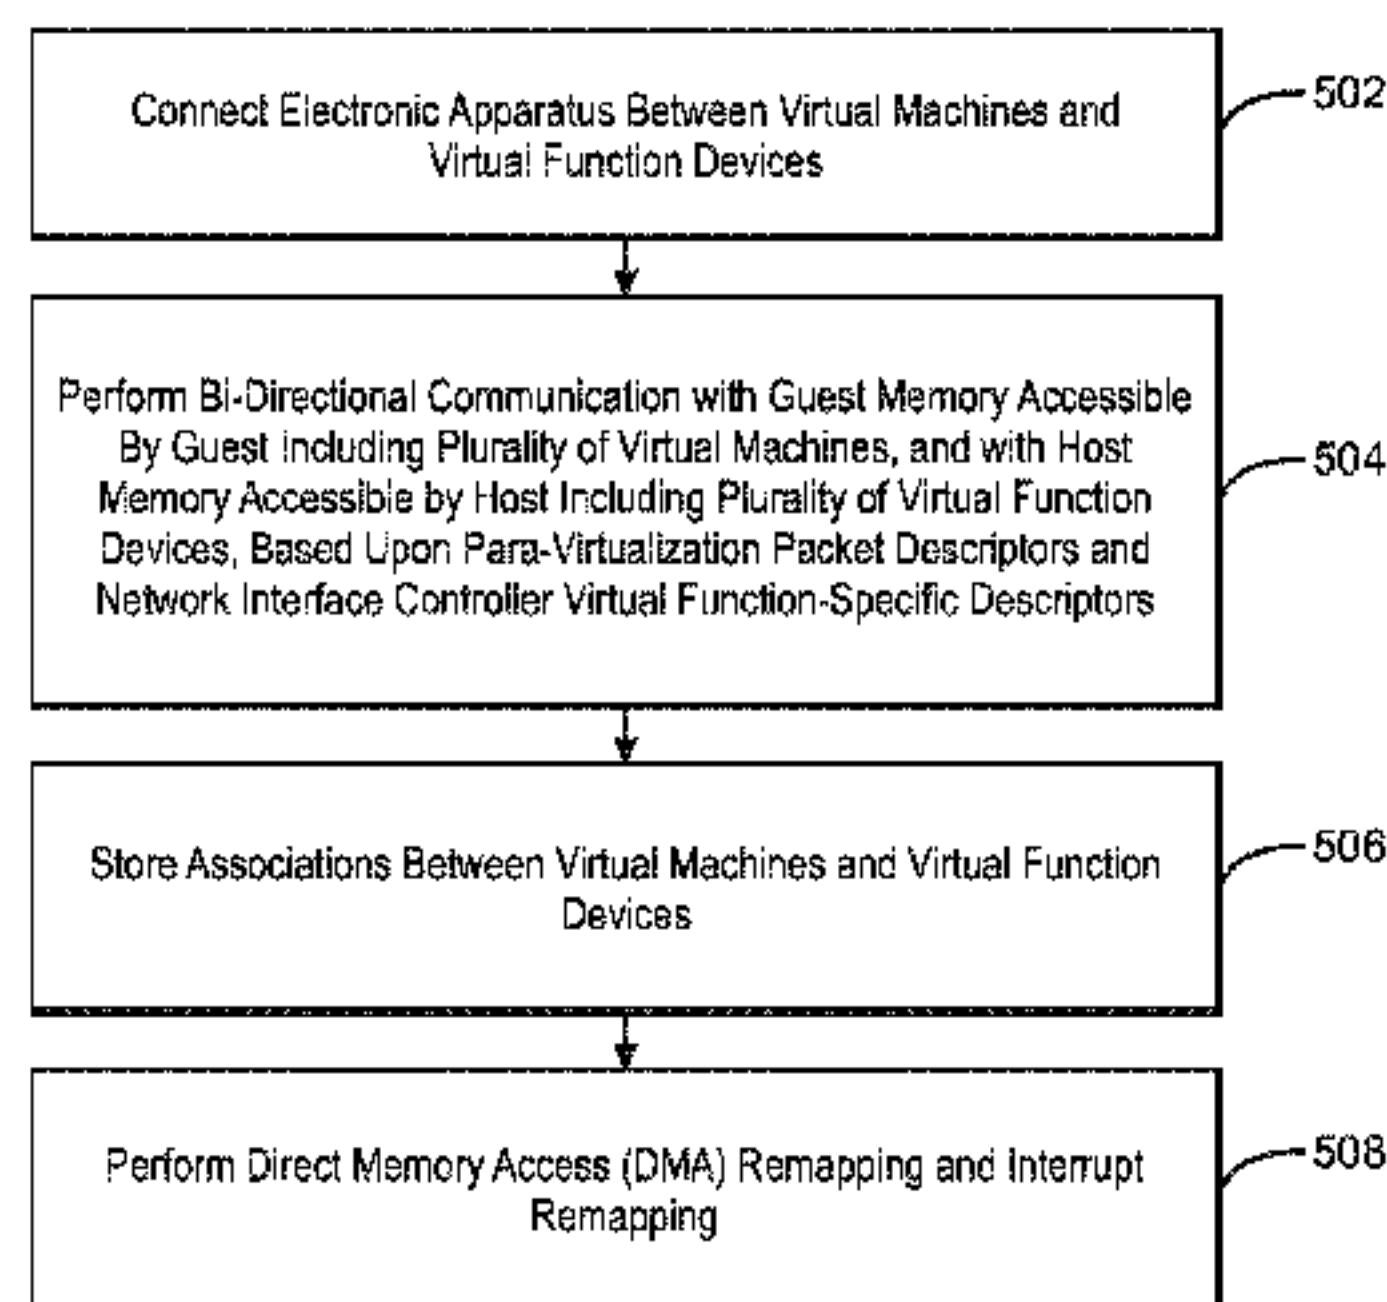 Connect Electronic Apparatus Between Virtual Machines and
Virtual Function Devices
502
Perform Bi-Directional Communication with Guest Memory Accessible
By Guest Including Plurality of Virtual Machines, and with Host
Memory Accessible by Host Including Plurality of Virtual Function
Devices, Based Upon Para-Virtualization Packet Descriptors and
Network Interface Controller Virtual Function-Specific Descriptors
504
Store Associations Between Virtual Machines and Virtual Function
Devices
506
Perform Direct Memory Access (DMA) Remapping and Interrupt
Remapping
508